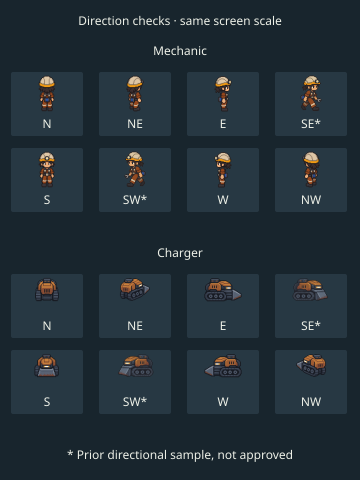 Direction checks · same screen scale
Mechanic
N
NE
E
SE*
S
SW*
W
NW
Charger
N
NE
E
SE*
S
SW*
W
NW
* Prior directional sample, not approved